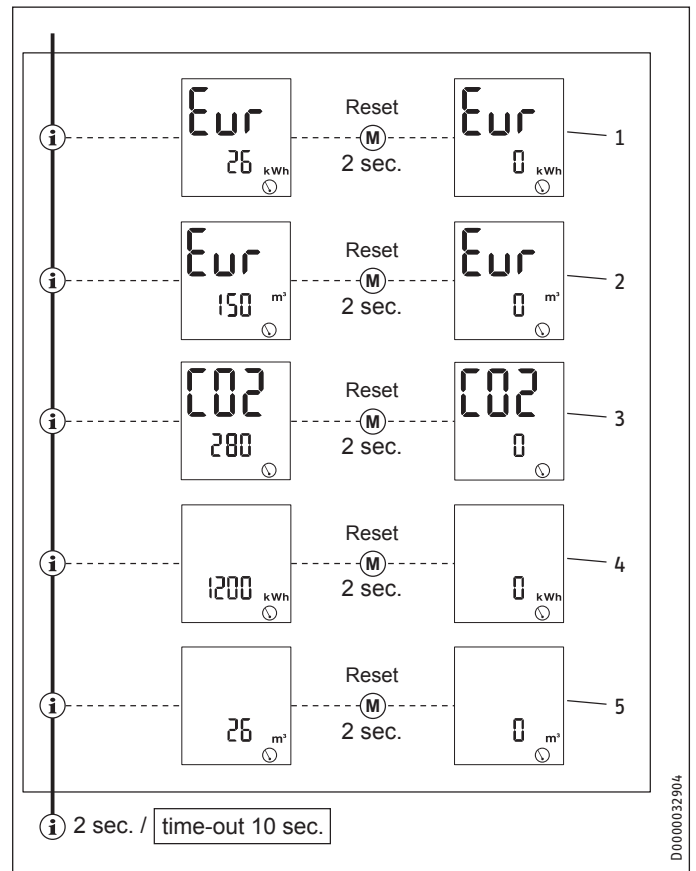 Reset
Eur
26 kWh
i
M
2 sec.
Eur
0 kWh
1
Reset
Eur
150 m³
i
M
2 sec.
Eur
0 m³
2
Reset
CO2
280
i
M
2 sec.
CO2
0
3
Reset
1200 kWh
i
M
2 sec.
0 kWh
4
Reset
26 m³
i
M
2 sec.
0 m³
5
i 2 sec. / time-out 10 sec.
D0000032904